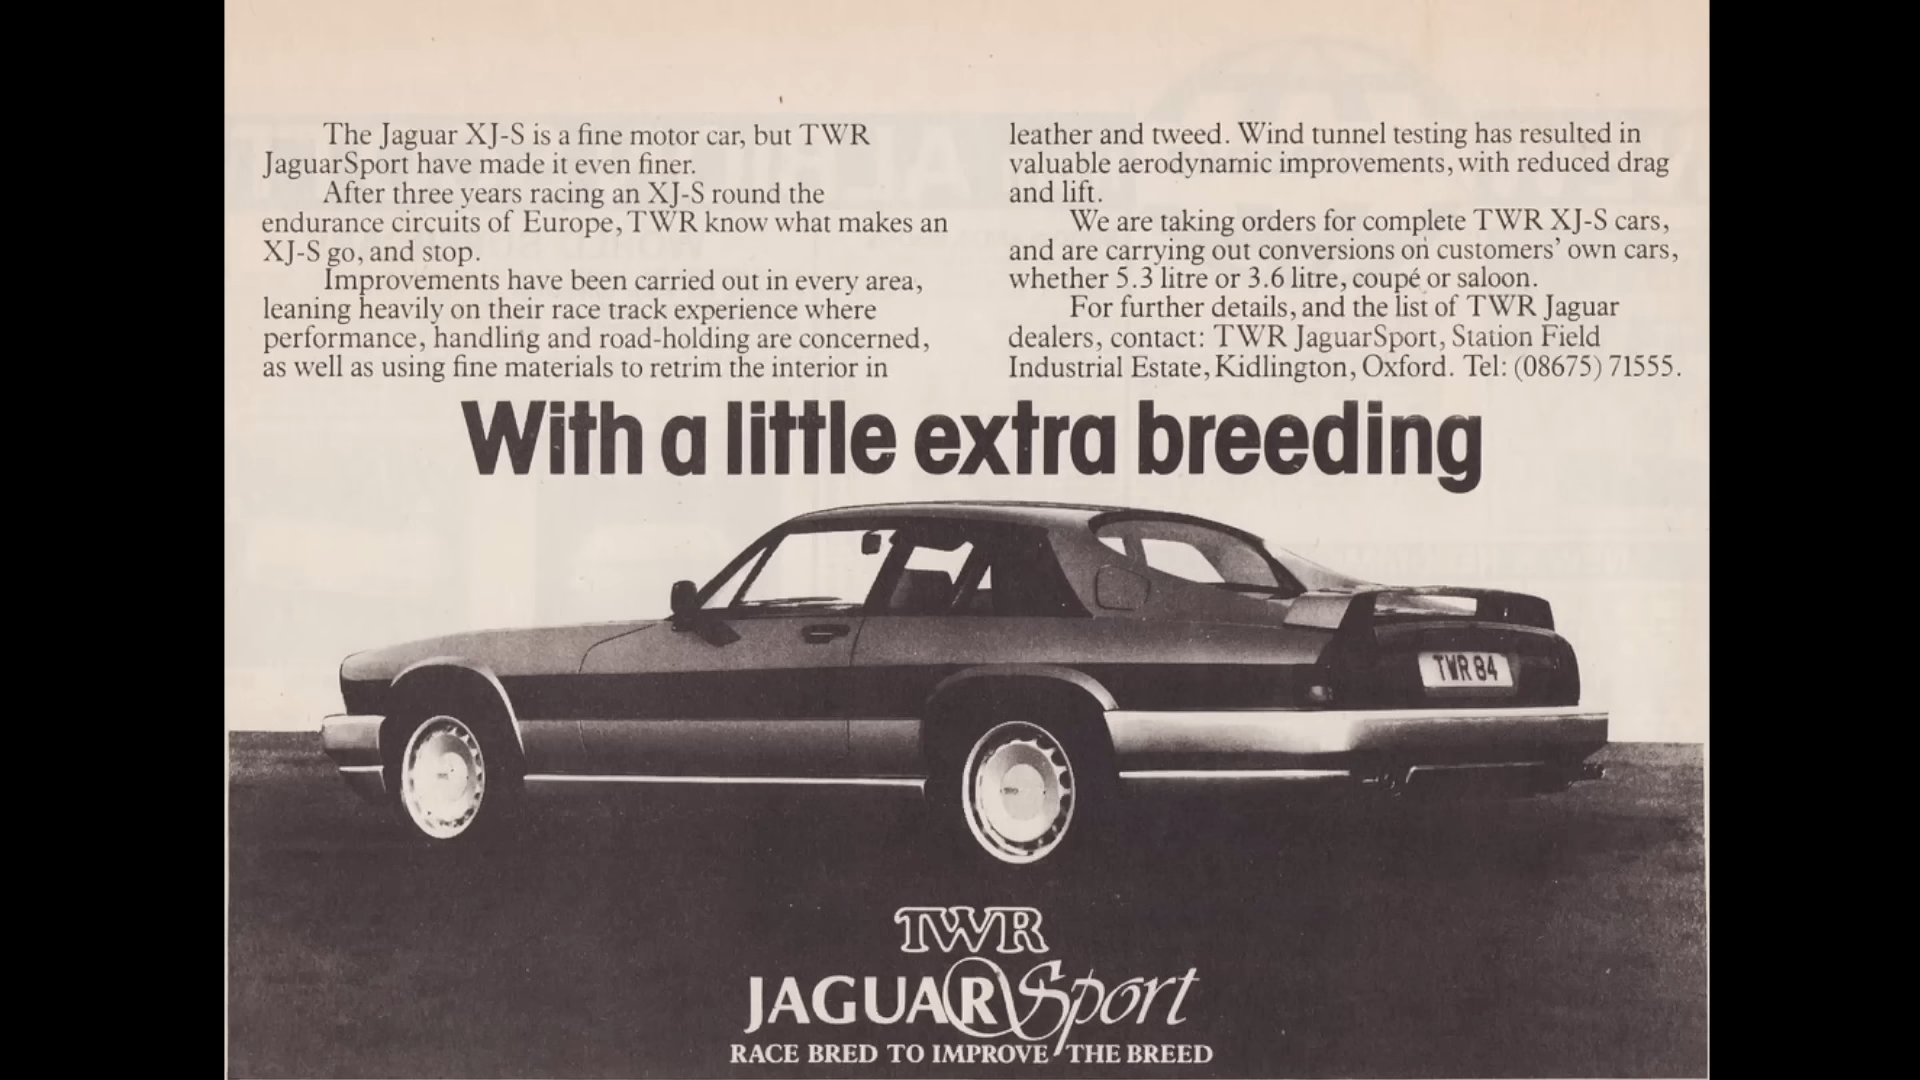 The Jaguar XJ-S is a fine motor car, but TWR
JaguarSport have made it even finer.
After three years racing an XJ-S round the
endurance circuits of Europe, TWR know what makes an
XJ-S go, and stop.
Improvements have been carried out in every area,
leaning heavily on their race track experience where
performance, handling and road-holding are concerned,
as well as using fine materials to retrim the interior in
leather and tweed. Wind tunnel testing has resulted in
valuable aerodynamic improvements, with reduced drag
and lift.
We are taking orders for complete TWR XJ-S cars,
and are carrying out conversions on customers' own cars,
whether 5.3 litre or 3.6 litre, coupé or saloon.
For further details, and the list of TWR Jaguar
dealers, contact: TWR JaguarSport, Station Field
Industrial Estate, Kidlington, Oxford. Tel: (08675) 71555.
With a little extra breeding
TWR 84
TWR
JAGUAR Sport
RACE BRED TO IMPROVE THE BREED